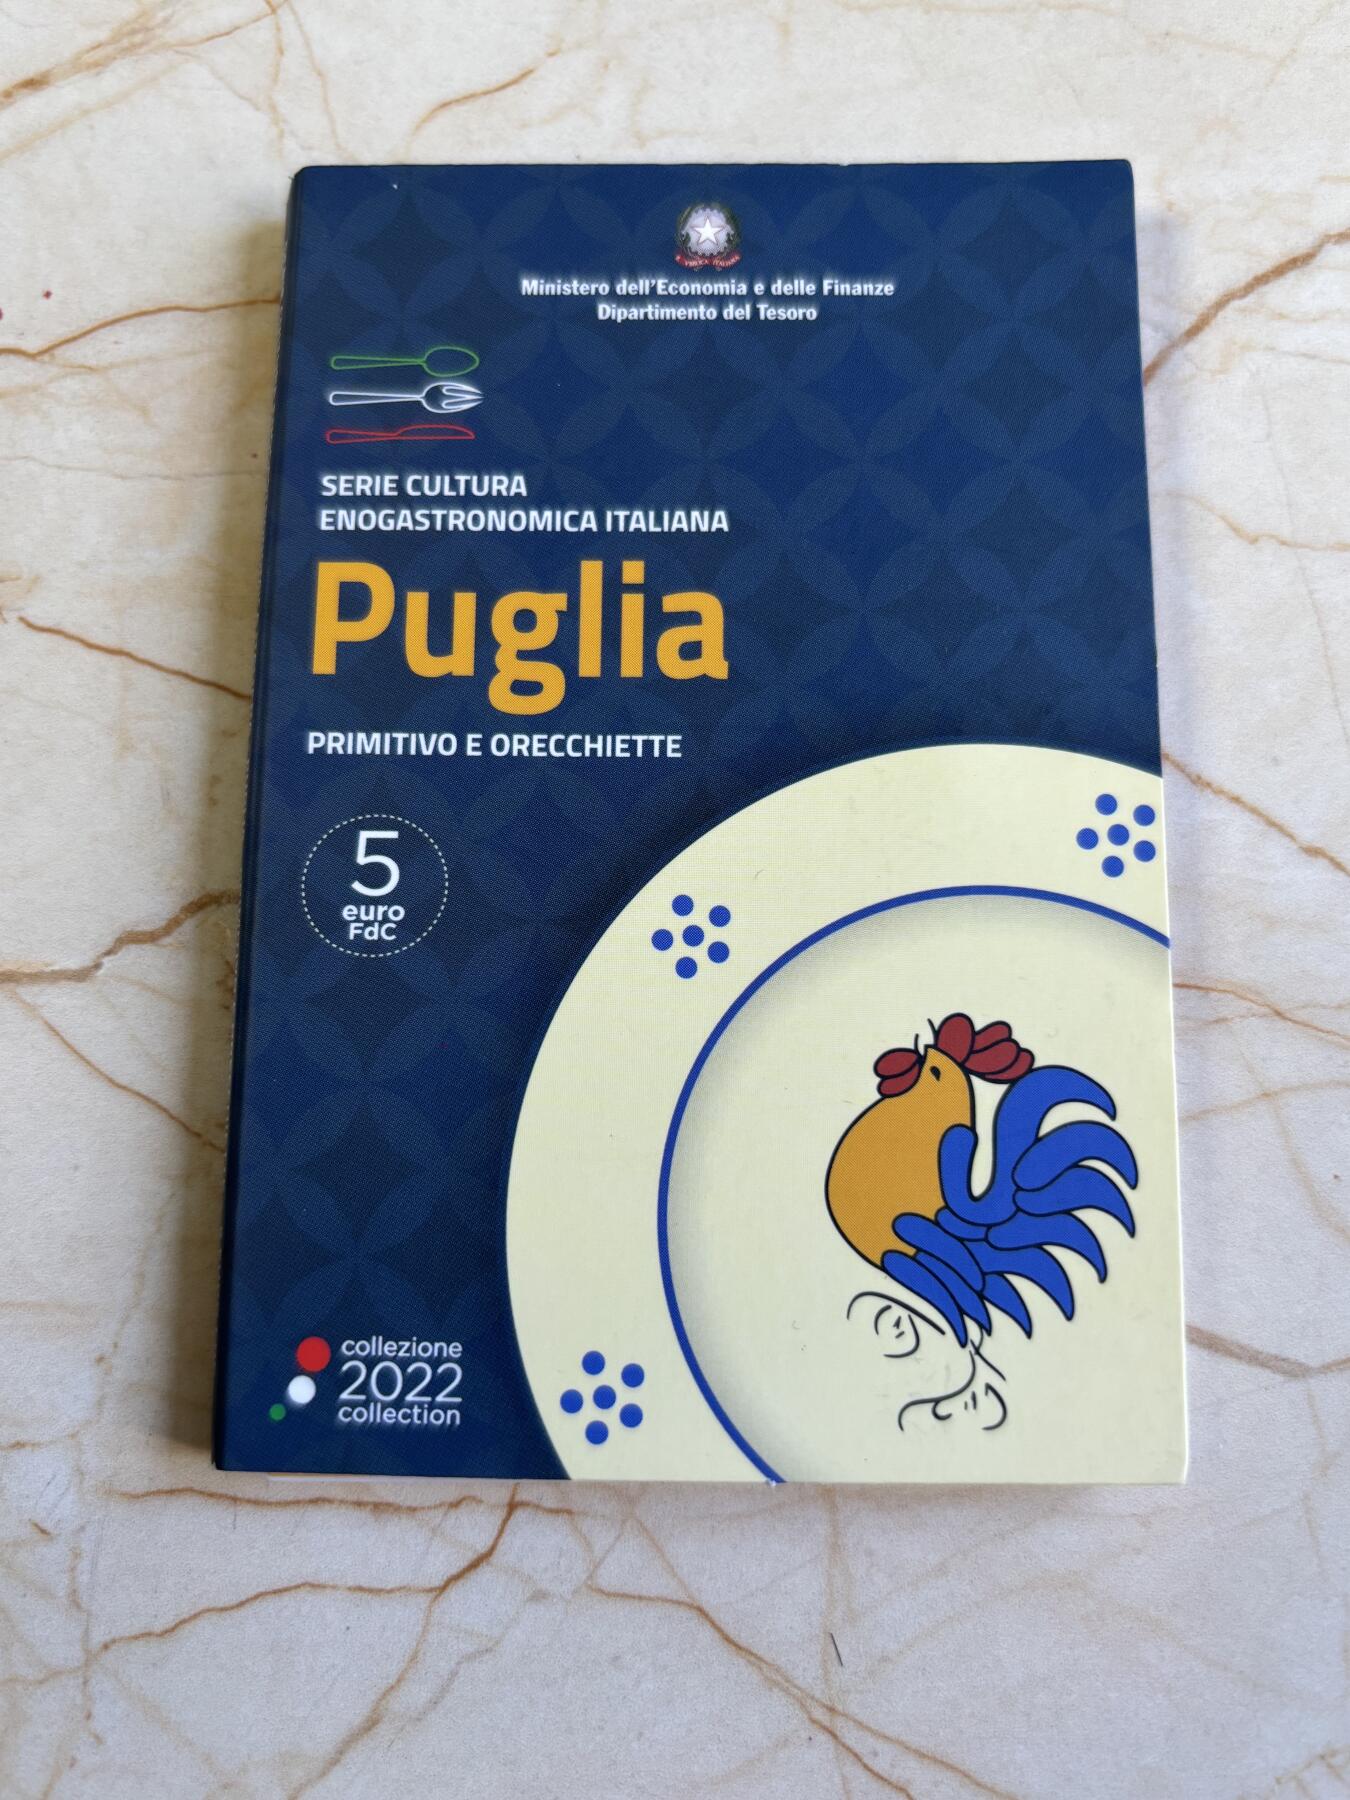 Ministero dell'Economia e delle Finanze
Dipartimento del Tesoro
SERIE CULTURA
ENOGASTRONOMICA ITALIANA
Puglia
PRIMITIVO E ORECCHIETTE
5
euro
FdC
collezione
2022
collection